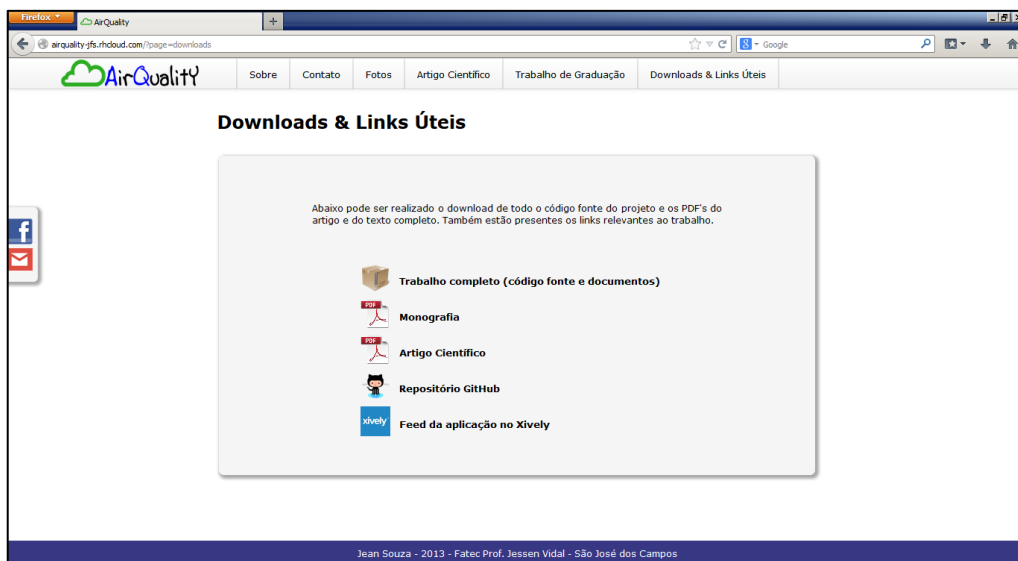 Firefox
AirQuality
airquality-jfs.rhcloud.com/?page=downloads
Google
AirQualitY
Sobre
Contato
Fotos
Artigo Científico
Trabalho de Graduação
Downloads & Links Úteis
Downloads & Links Úteis
Abaixo pode ser realizado o download de todo o código fonte do projeto e os PDF's do
artigo e do texto completo. Também estão presentes os links relevantes ao trabalho.
Trabalho completo (código fonte e documentos)
PDF
Monografia
PDF
Artigo Científico
Repositório GitHub
xively
Feed da aplicação no Xively
Jean Souza - 2013 - Fatec Prof. Jessen Vidal - São José dos Campos